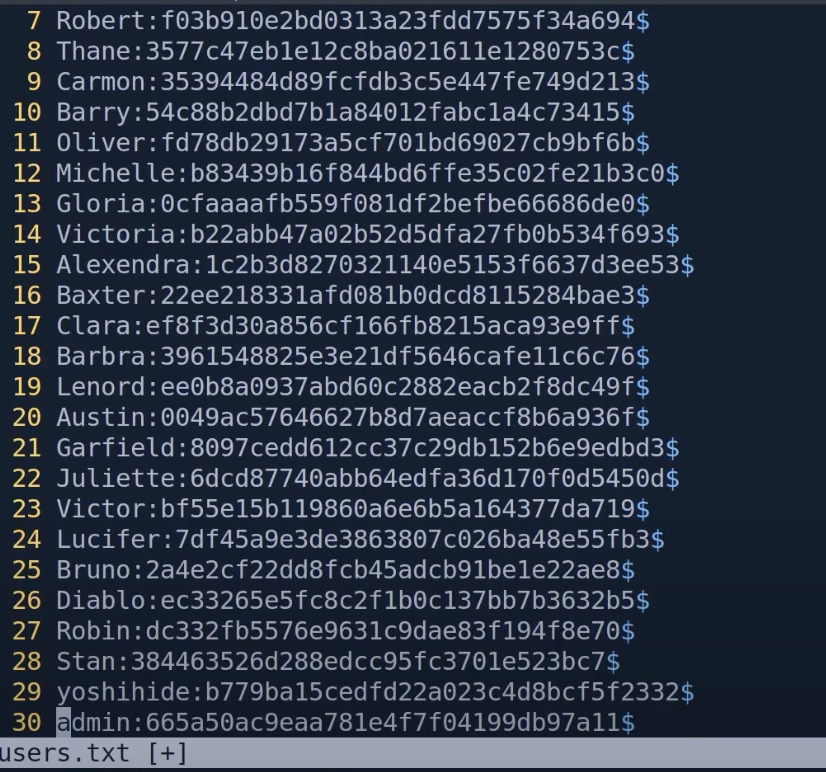 7 Robert:f03b910e2bd0313a23fdd7575f34a694$
8 Thane:3577c47eb1e12c8ba021611e1280753c$
9 Carmon:35394484d89fcfdb3c5e447fe749d213$
10 Barry:54c88b2dbd7b1a84012fabc1a4c73415$
11 Oliver:fd78db29173a5cf701bd69027cb9bf6b$
12 Michelle:b83439b16f844bd6ffe35c02fe21b3c0$
13 Gloria:0cfaaaafb559f081df2befbe66686de0$
14 Victoria:b22abb47a02b52d5dfa27fb0b534f693$
15 Alexendra:1c2b3d8270321140e5153f6637d3ee53$
16 Baxter:22ee218331afd081b0dcd8115284bae3$
17 Clara:ef8f3d30a856cf166fb8215aca93e9ff$
18 Barbra:3961548825e3e21df5646cafe11c6c76$
19 Lenord:ee0b8a0937abd60c2882eacb2f8dc49f$
20 Austin:0049ac57646627b8d7aeaccf8b6a936f$
21 Garfield:8097cedd612cc37c29db152b6e9edbd3$
22 Juliette:6dcd87740abb64edfa36d170f0d5450d$
23 Victor:bf55e15b119860a6e6b5a164377da719$
24 Lucifer:7df45a9e3de3863807c026ba48e55fb3$
25 Bruno:2a4e2cf22dd8fcb45adcb91be1e22ae8$
26 Diablo:ec33265e5fc8c2f1b0c137bb7b3632b5$
27 Robin:dc332fb5576e9631c9dae83f194f8e70$
28 Stan:384463526d288edcc95fc3701e523bc7$
29 yoshihide:b779ba15cedfd22a023c4d8bcf5f2332$
30 admin:665a50ac9eaa781e4f7f04199db97a11$
users.txt [+]